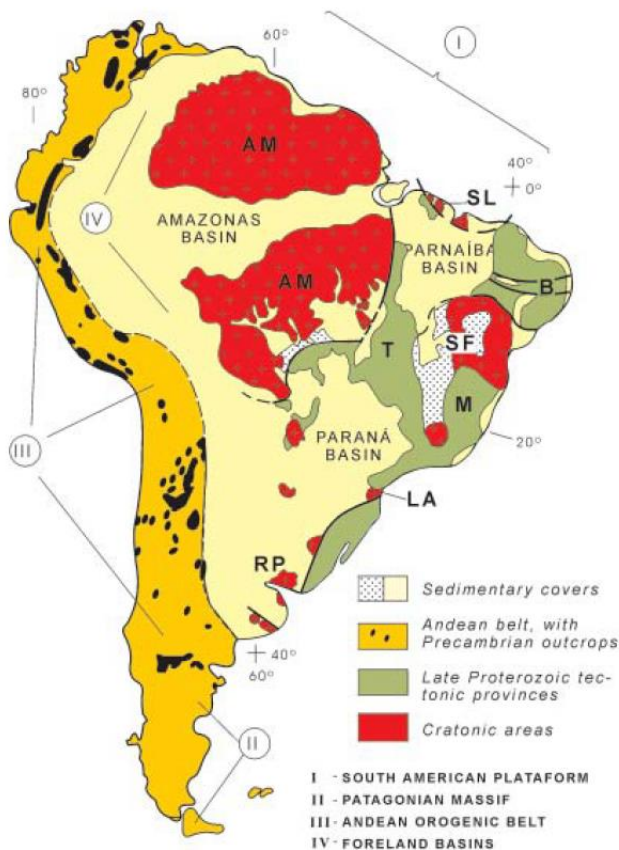 60°
I
80°
AM
40°
0°
SL
IV
AMAZONAS
BASIN
PARNAÍBA
BASIN
B
AM
SF
T
M
III
PARANÁ
BASIN
20°
LA
RP
Sedimentary covers
40°
60°
Andean belt, with
Precambrian outcrops
Late Proterozoic tec-
tonic provinces
II
Cratonic areas
I - SOUTH AMERICAN PLATAFORM
II - PATAGONIAN MASSIF
III - ANDEAN OROGENIC BELT
IV - FORELAND BASINS